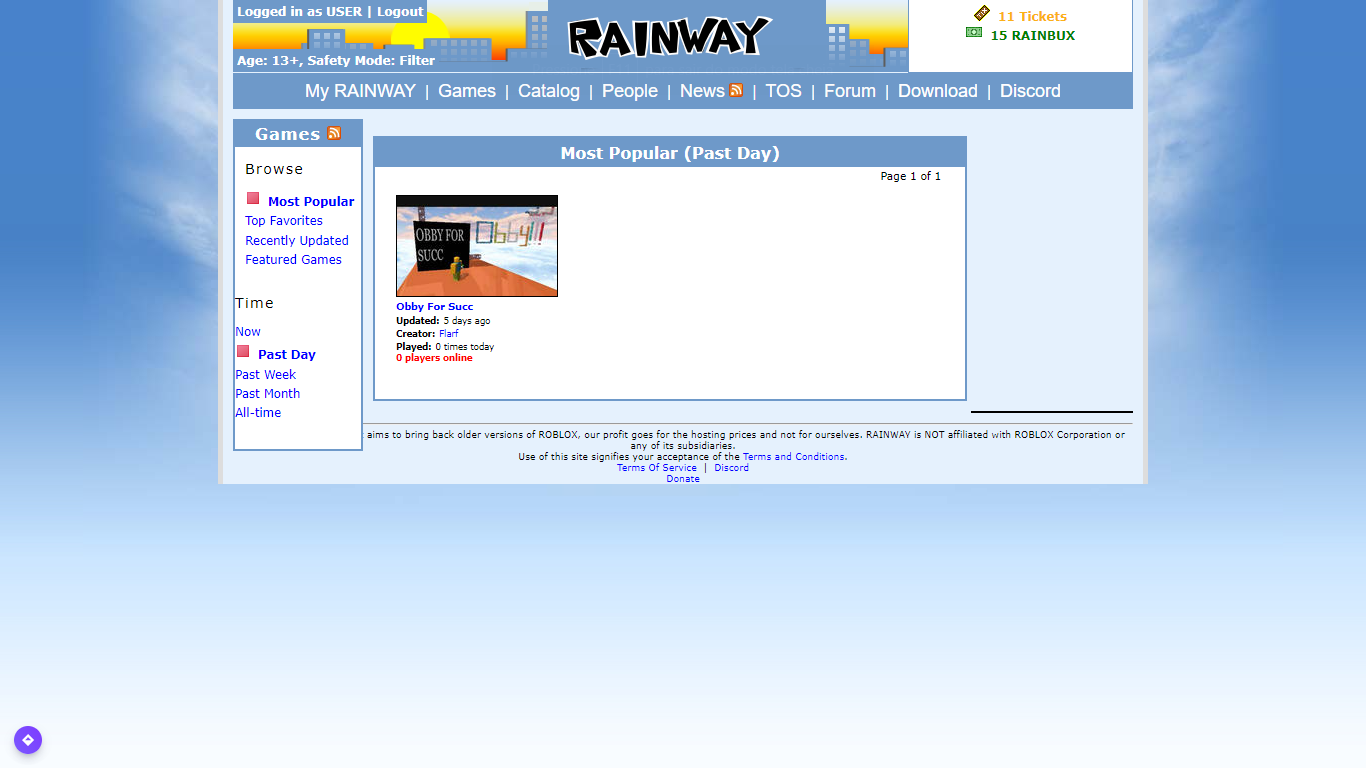 Logged in as USER | Logout
RAINWAY
11 Tickets
15 RAINBUX
Age: 13+, Safety Mode: Filter
My RAINWAY | Games | Catalog | People | News | TOS | Forum | Download | Discord
Games
Browse
Most Popular
Top Favorites
Recently Updated
Featured Games
Time
Now
Past Day
Past Week
Past Month
All-time
Most Popular (Past Day)
Page 1 of 1
OBBY FOR
SUCC
Obby!!!
Obby For Succ
Updated: 5 days ago
Creator: Flarf
Played: 0 times today
0 players online
aims to bring back older versions of ROBLOX, our profit goes for the hosting prices and not for ourselves. RAINWAY is NOT affiliated with ROBLOX Corporation or
any of its subsidiaries.
Use of this site signifies your acceptance of the Terms and Conditions.
Terms Of Service | Discord
Donate